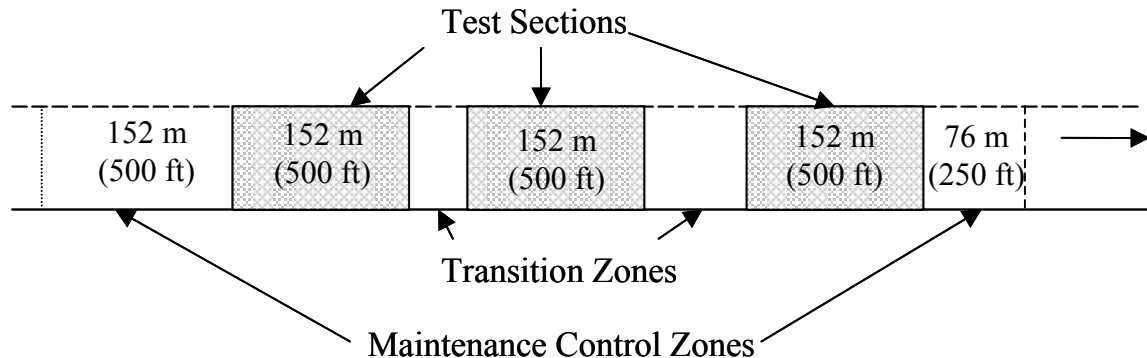 Test Sections
152 m
(500 ft)
152 m
(500 ft)
152 m
(500 ft)
152 m
(500 ft)
76 m
(250 ft)
Transition Zones
Maintenance Control Zones